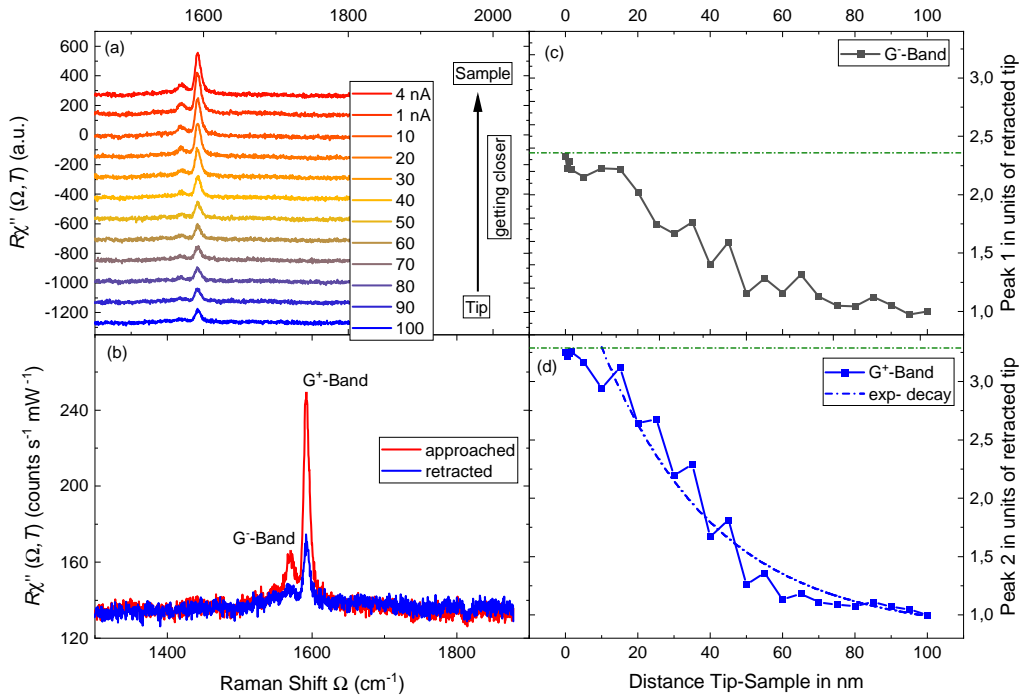 1600
1800
2000
0
20
40
60
80
100
(a)
600
400
200
0
-200
-400
-600
-800
-1000
-1200
Rχ'' (Ω,T) (a.u.)
4 nA
1 nA
10
20
30
40
50
60
70
80
90
100
Sample
getting closer
Tip
(c)
G⁻-Band
3,0
2,5
2,0
1,5
1,0
Peak 1 in units of retracted tip
(b)
G⁺-Band
G⁻-Band
approached
retracted
240
200
160
120
Rχ'' (Ω,T) (counts s⁻¹ mW⁻¹)
1400
1600
1800
Raman Shift Ω (cm⁻¹)
(d)
G⁺-Band
exp- decay
3,0
2,5
2,0
1,5
1,0
Peak 2 in units of retracted tip
0
20
40
60
80
100
Distance Tip-Sample in nm